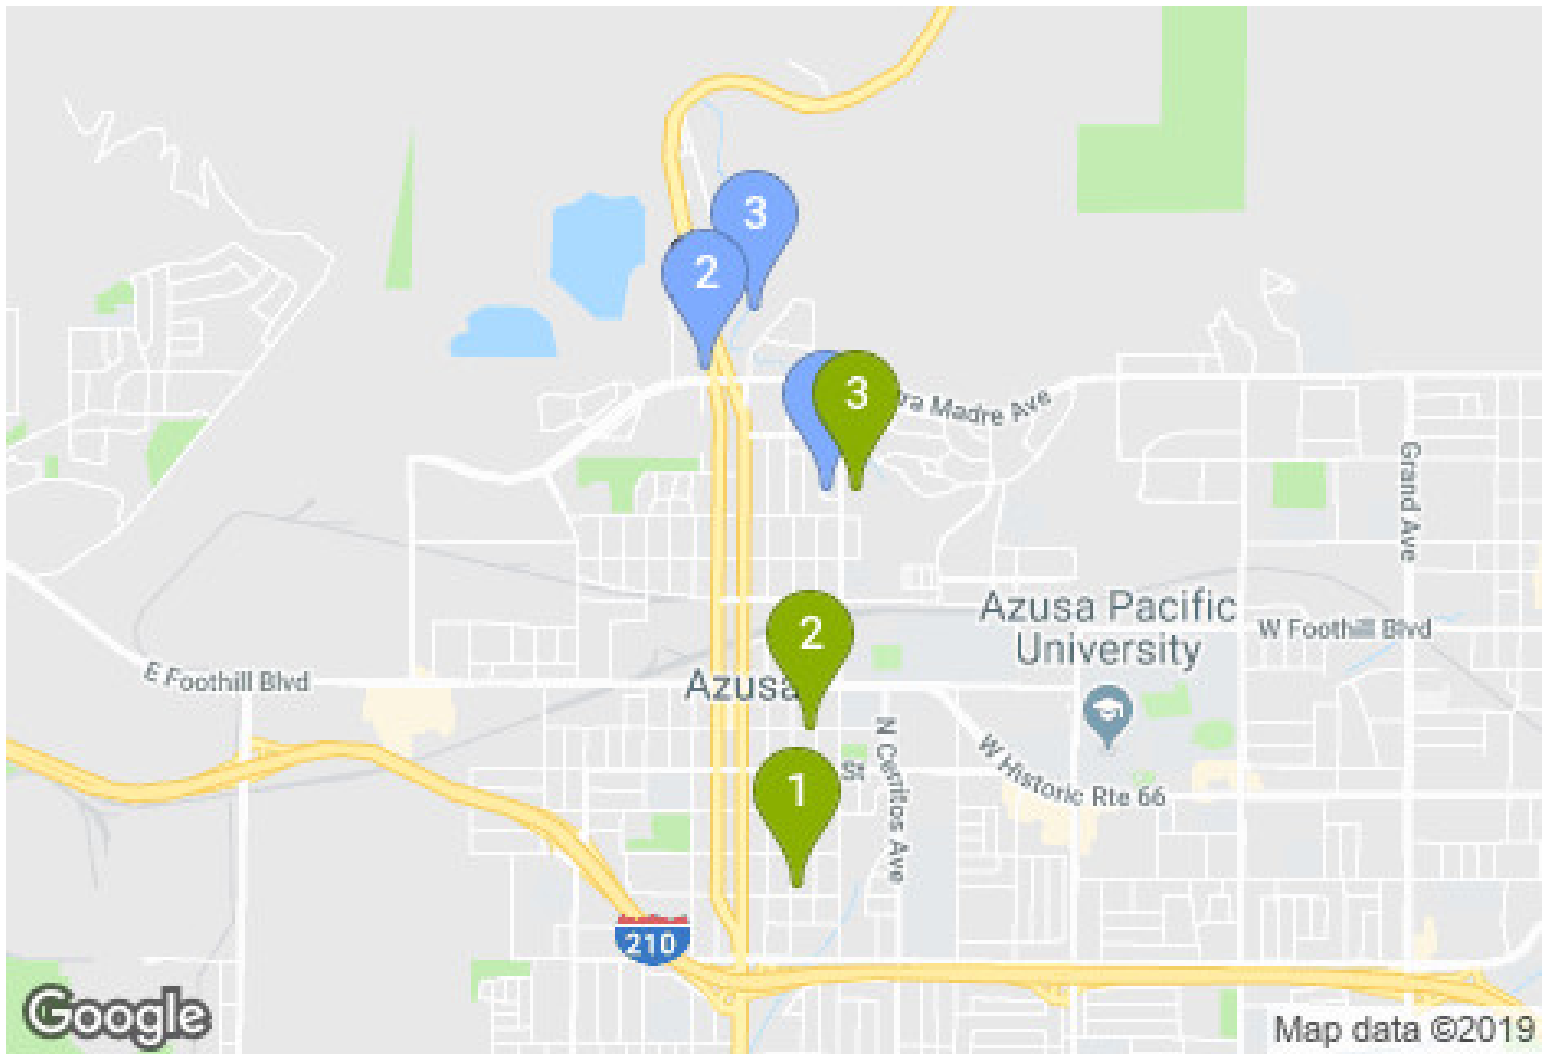 3
2
3
ra Madre Ave
Grand Ave
Azusa Pacific
University
W Foothill Blvd
2
E Foothill Blvd
Azusa
N Cerritos Ave
W Historic Rte 66
St
1
210
Google
Map data ©2019